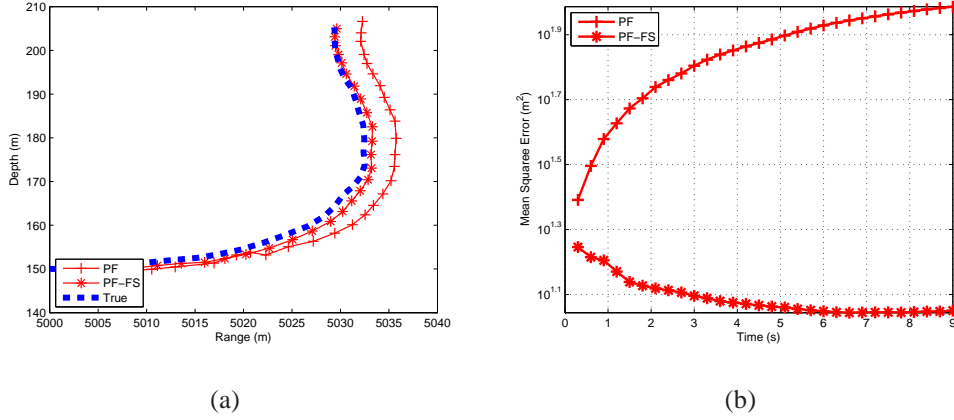 210
200
190
180
170
160
150
140
Depth (m)
PF
PF−FS
True
5000 5005 5010 5015 5020 5025 5030 5035 5040
Range (m)
(a)
10^1.9
10^1.7
10^1.5
10^1.3
10^1.1
Mean Squaree Error (m²)
PF
PF−FS
0 1 2 3 4 5 6 7 8 9
Time (s)
(b)